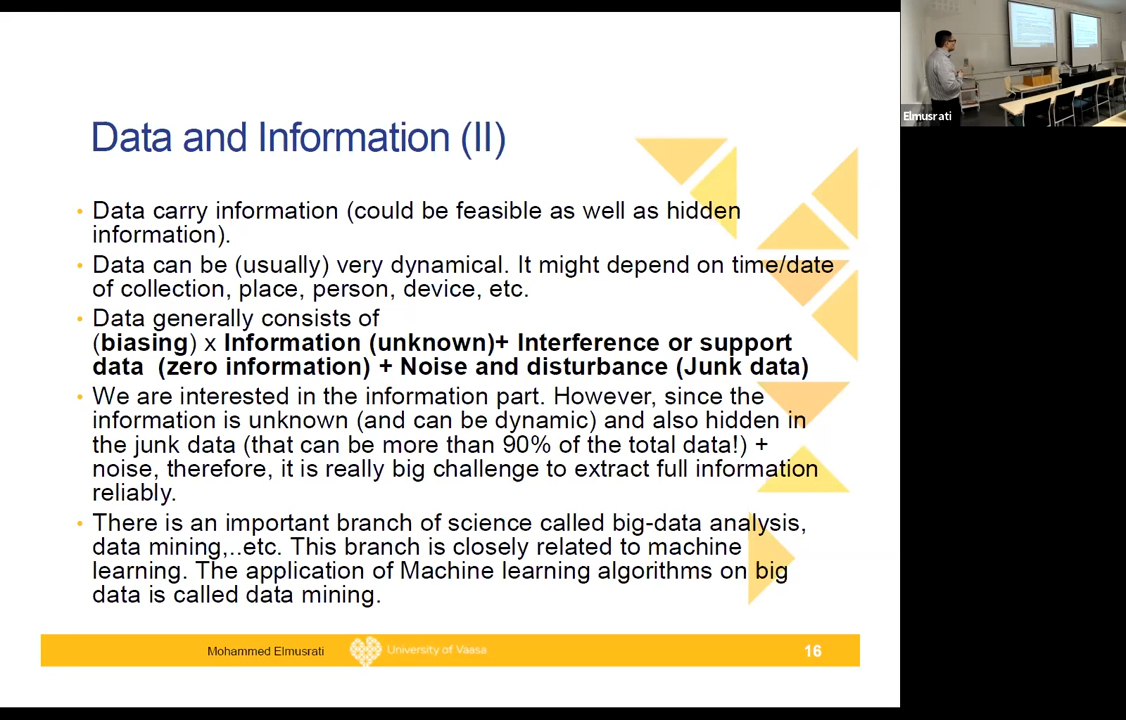 Data and Information (II)
• Data carry information (could be feasible as well as hidden
information).
• Data can be (usually) very dynamical. It might depend on time/date
of collection, place, person, device, etc.
• Data generally consists of
(biasing) x Information (unknown)+ Interference or support
data (zero information) + Noise and disturbance (Junk data)
• We are interested in the information part. However, since the
information is unknown (and can be dynamic) and also hidden in
the junk data (that can be more than 90% of the total data!) +
noise, therefore, it is really big challenge to extract full information
reliably.
• There is an important branch of science called big-data analysis,
data mining,..etc. This branch is closely related to machine
learning. The application of Machine learning algorithms on big
data is called data mining.
Mohammed Elmusrati
University of Vaasa
16
Elmusrati